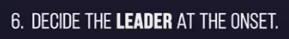 6. DECIDE THE LEADER AT THE ONSET.